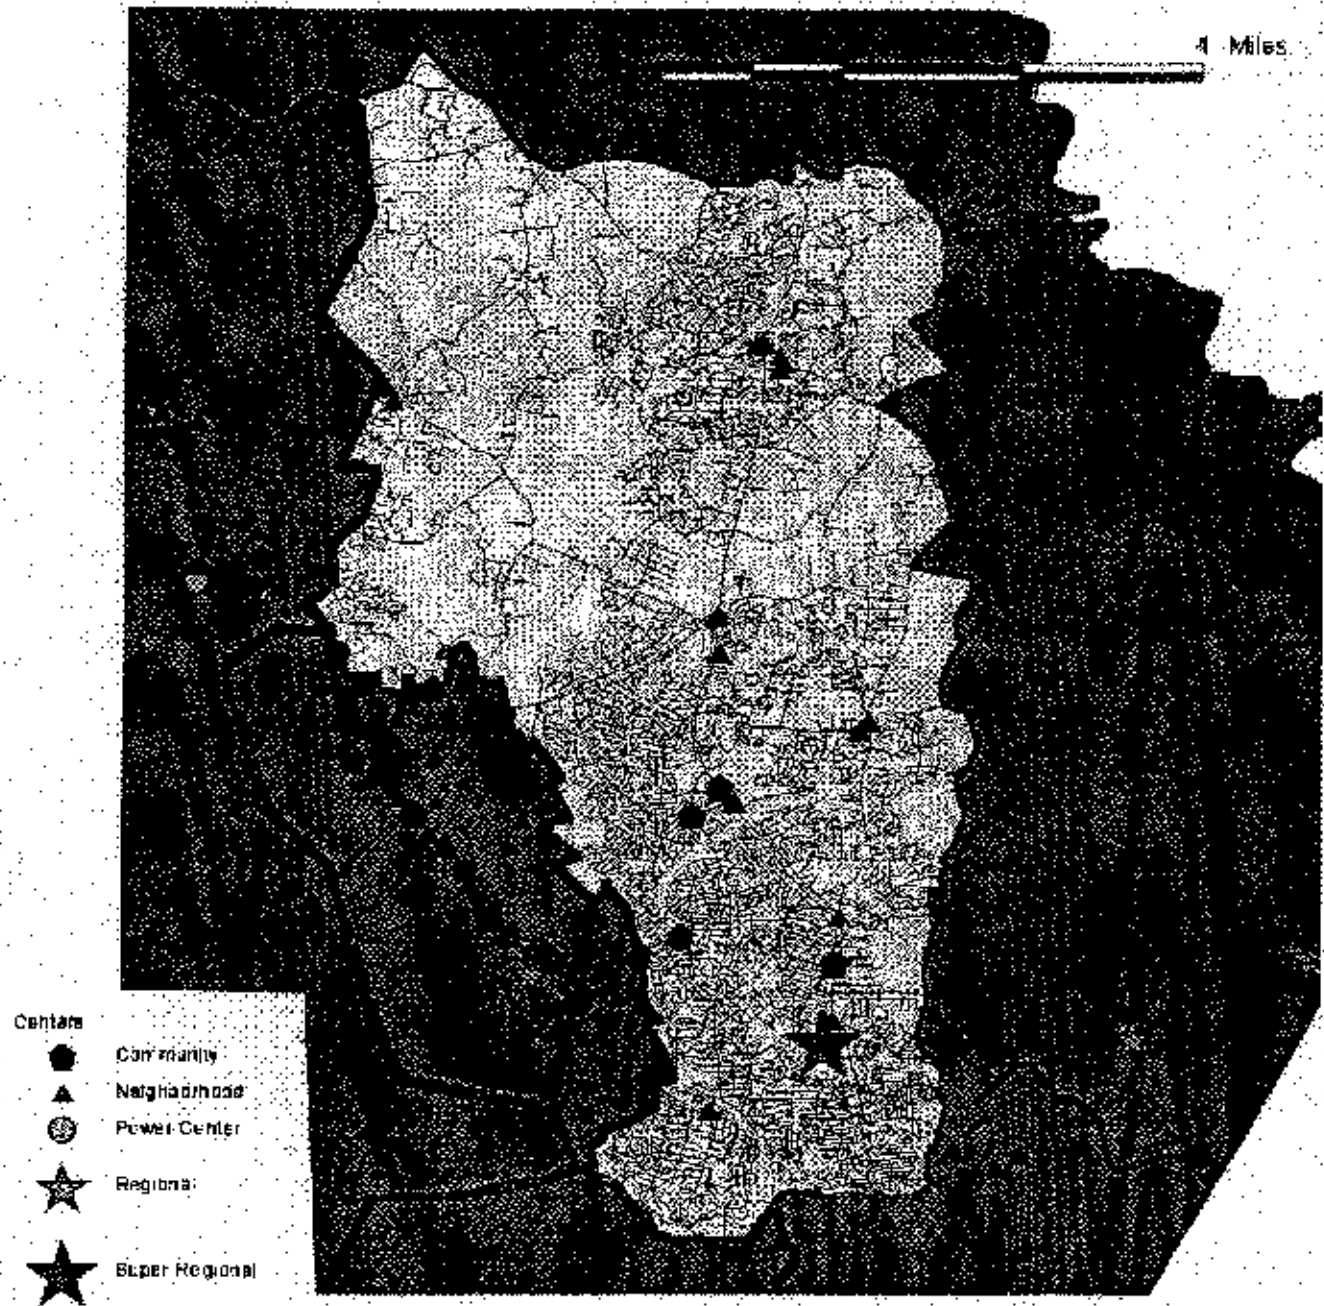 4 Miles
Centers
Community
Neighborhood
Power Center
Regional
Super Regional